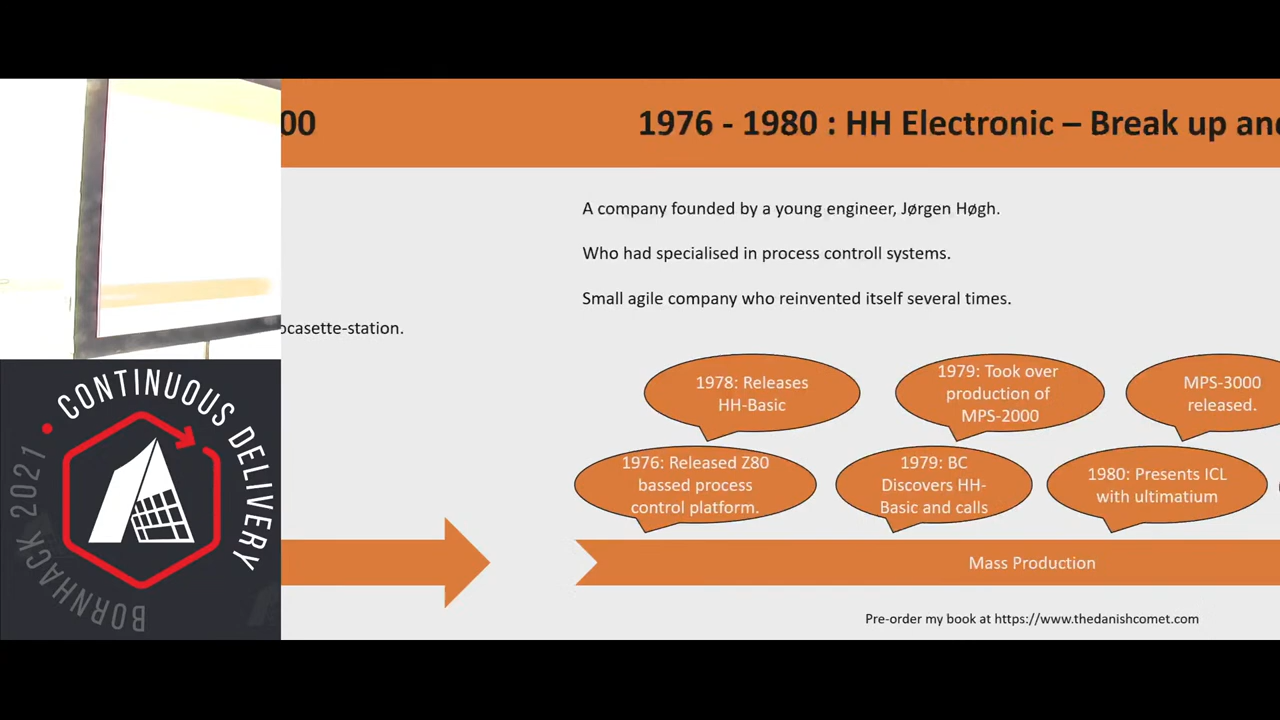 00
1976 - 1980 : HH Electronic – Break up an
A company founded by a young engineer, Jørgen Høgh.
Who had specialised in process controll systems.
Small agile company who reinvented itself several times.
ocasette-station.
1978: Releases
HH-Basic
1979: Took over
production of
MPS-2000
MPS-3000
released.
1976: Released Z80
bassed process
control platform.
1979: BC
Discovers HH-
Basic and calls
1980: Presents ICL
with ultimatium
Mass Production
Pre-order my book at https://www.thedanishcomet.com
CONTINUOUS DELIVERY
BORNHACK 2021